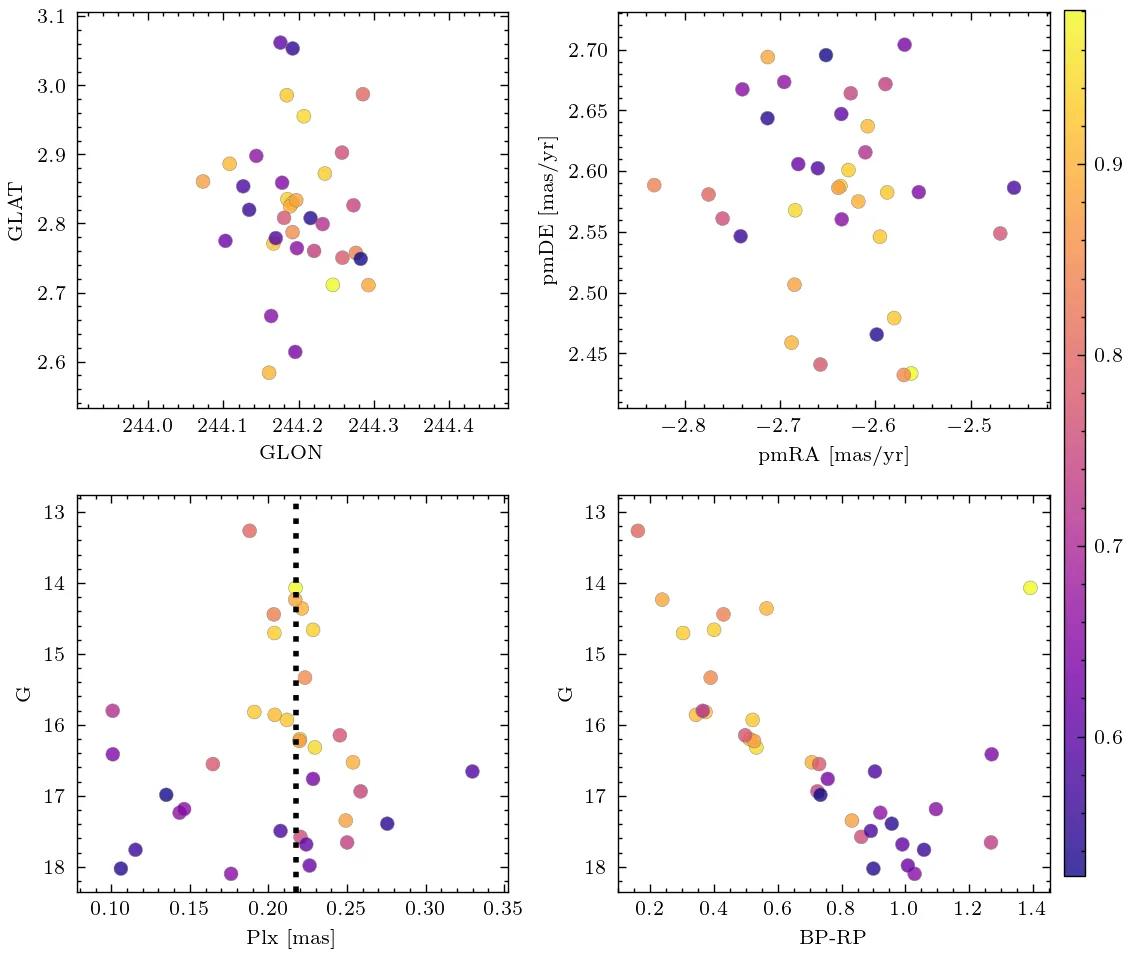 3.1
3.0
2.9
2.8
2.7
2.6
GLAT
244.0 244.1 244.2 244.3 244.4
GLON
2.70
2.65
2.60
2.55
2.50
2.45
pmDE [mas/yr]
−2.8 −2.7 −2.6 −2.5
pmRA [mas/yr]
0.9
0.8
0.7
0.6
13
14
15
16
17
18
G
0.10 0.15 0.20 0.25 0.30 0.35
Plx [mas]
13
14
15
16
17
18
G
0.2 0.4 0.6 0.8 1.0 1.2 1.4
BP-RP